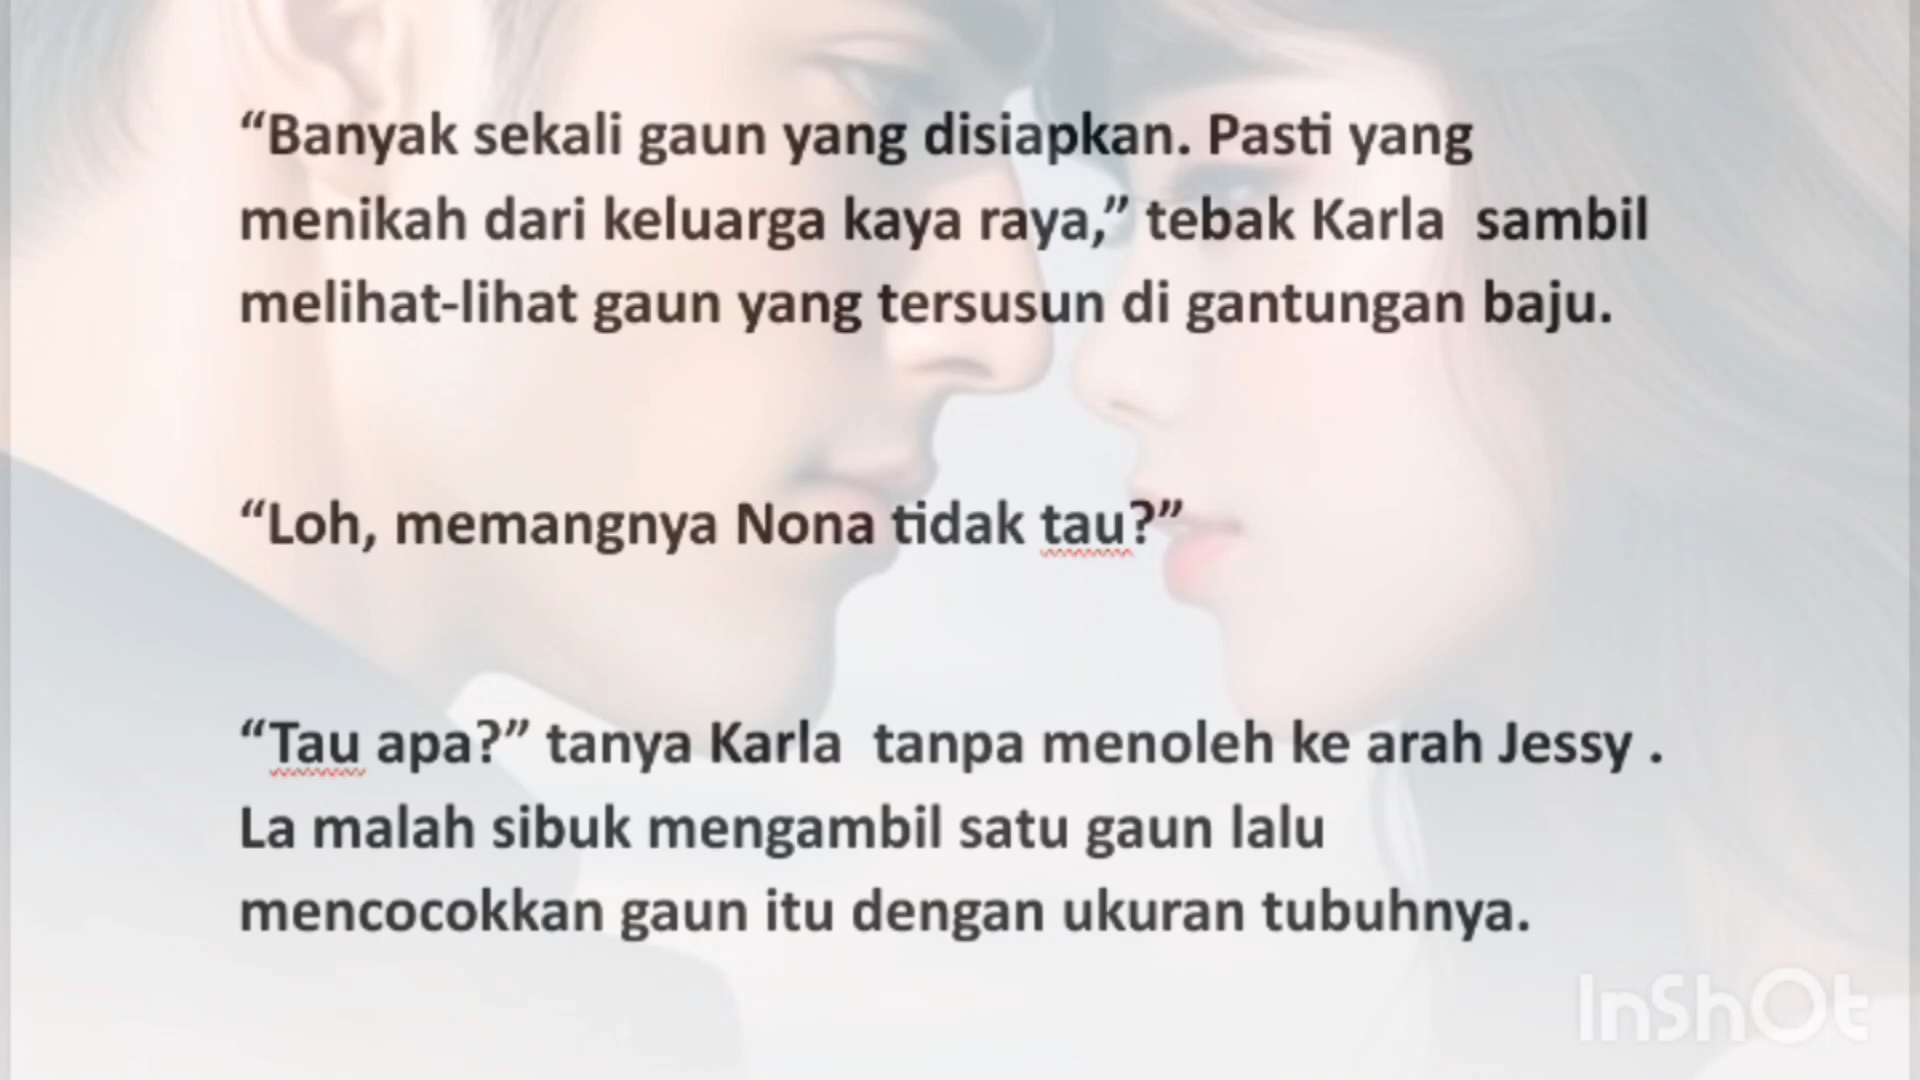 “Banyak sekali gaun yang disiapkan. Pasti yang
menikah dari keluarga kaya raya,” tebak Karla  sambil
melihat-lihat gaun yang tersusun di gantungan baju.
“Loh, memangnya Nona tidak tau?”
“Tau apa?” tanya Karla  tanpa menoleh ke arah Jessy .
La malah sibuk mengambil satu gaun lalu
mencocokkan gaun itu dengan ukuran tubuhnya.
InShOt